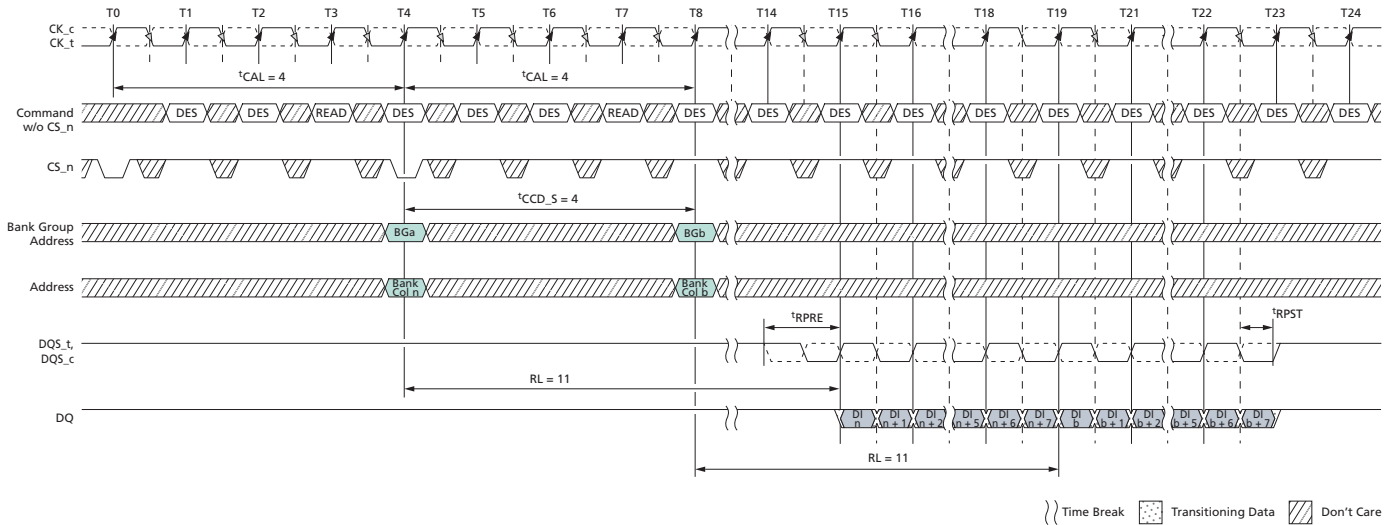 T0 T1 T2 T3 T4 T5 T6 T7 T8 T14 T15 T16 T18 T19 T21 T22 T23 T24
CK_c
CK_t
tCAL = 4 tCAL = 4
Command
w/o CS_n
DES DES READ DES DES DES READ DES DES DES DES DES DES DES DES DES DES
CS_n
tCCD_S = 4
Bank Group
Address
BGa BGb
Address
Bank
Col n
Bank
Col b
tRPRE tRPST
DQS_t,
DQS_c
RL = 11
DQ
DI
n
DI
n + 1
DI
n + 2
DI
n + 5
DI
n + 6
DI
n + 7
DI
b
DI
b + 1
DI
b + 2
DI
b + 5
DI
b + 6
DI
b + 7
RL = 11
Time Break Transitioning Data Don't Care